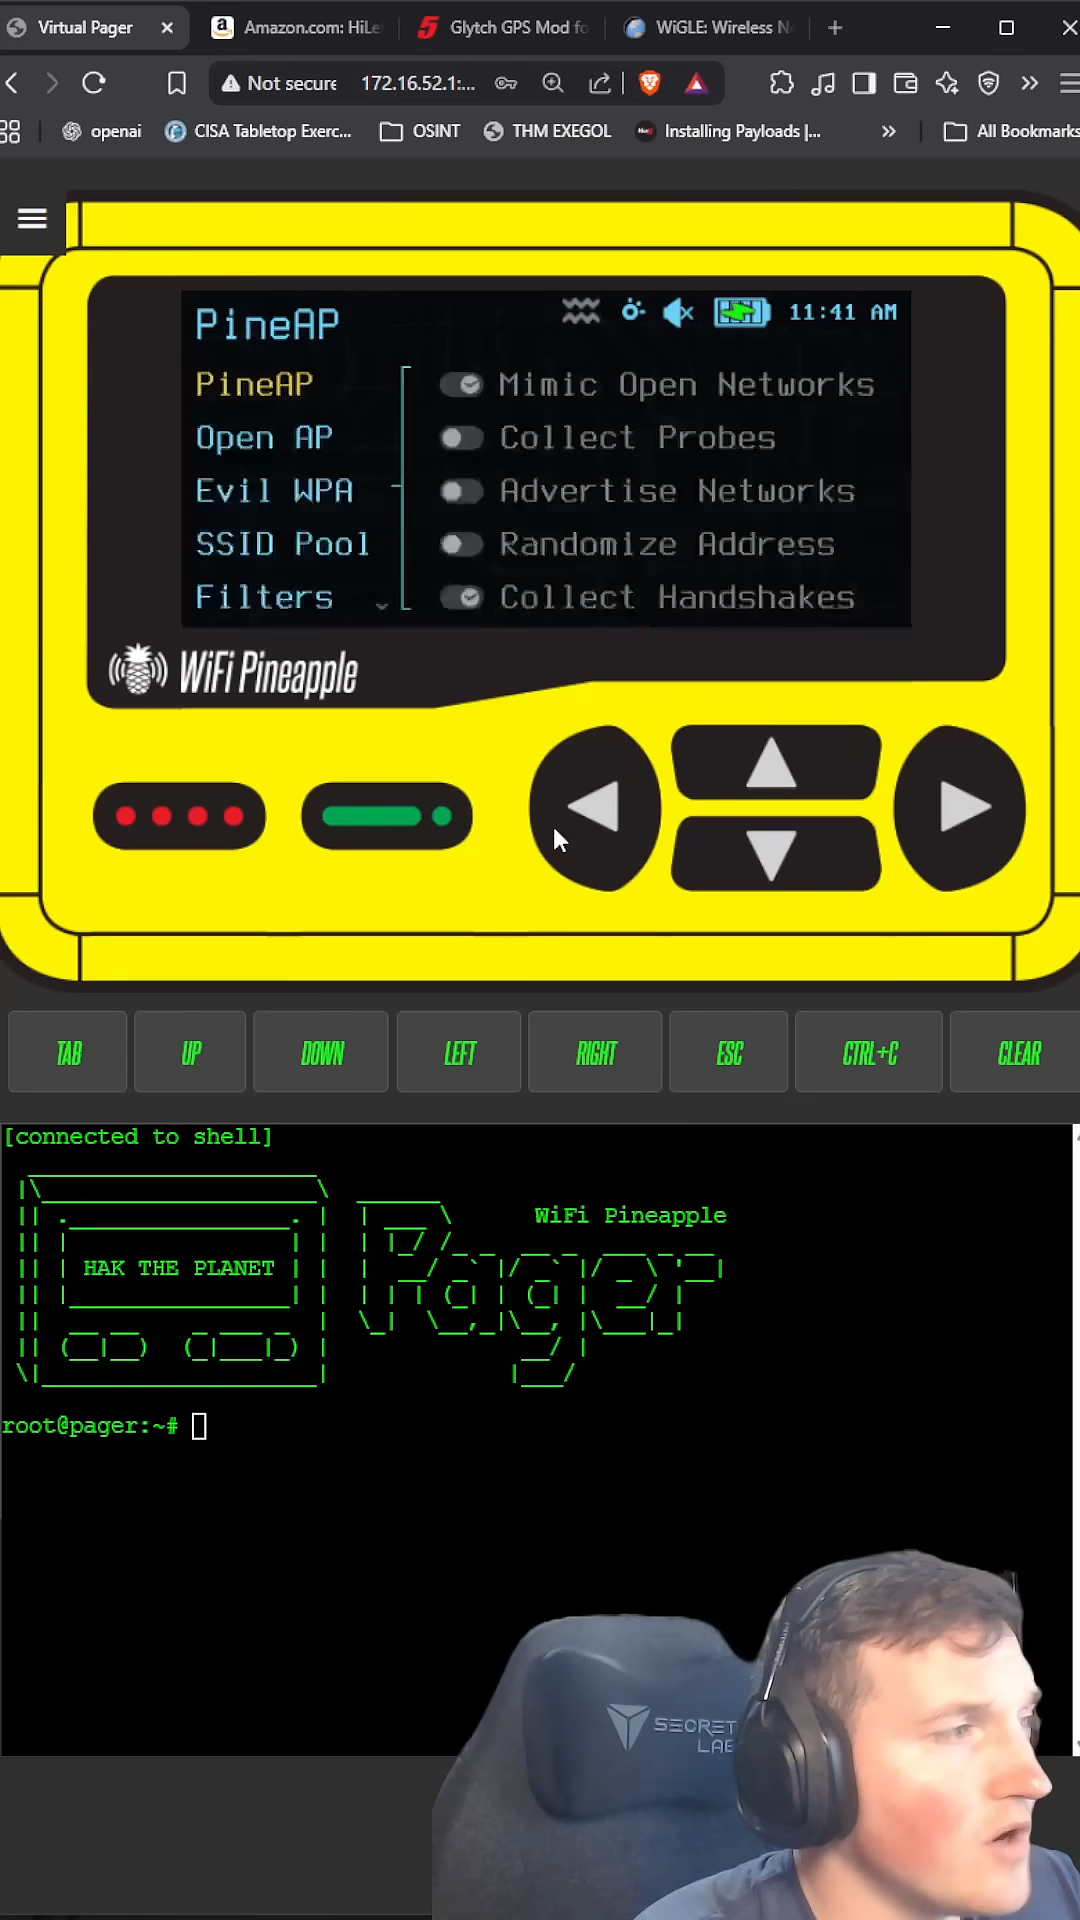 Virtual Pager
Amazon.com: HiLe
Glytch GPS Mod fo
WiGLE: Wireless N
Not secure
172.16.52.1:...
openai
CISA Tabletop Exerc...
OSINT
THM EXEGOL
Installing Payloads |...
All Bookmarks
PineAP
11:41 AM
PineAP
Mimic Open Networks
Open AP
Collect Probes
Evil WPA
Advertise Networks
SSID Pool
Randomize Address
Filters
Collect Handshakes
WiFi Pineapple
TAB
UP
DOWN
LEFT
RIGHT
ESC
CTRL+C
CLEAR
[connected to shell]
WiFi Pineapple
HAK THE PLANET
Pager
root@pager:~#
SECRET
LAB